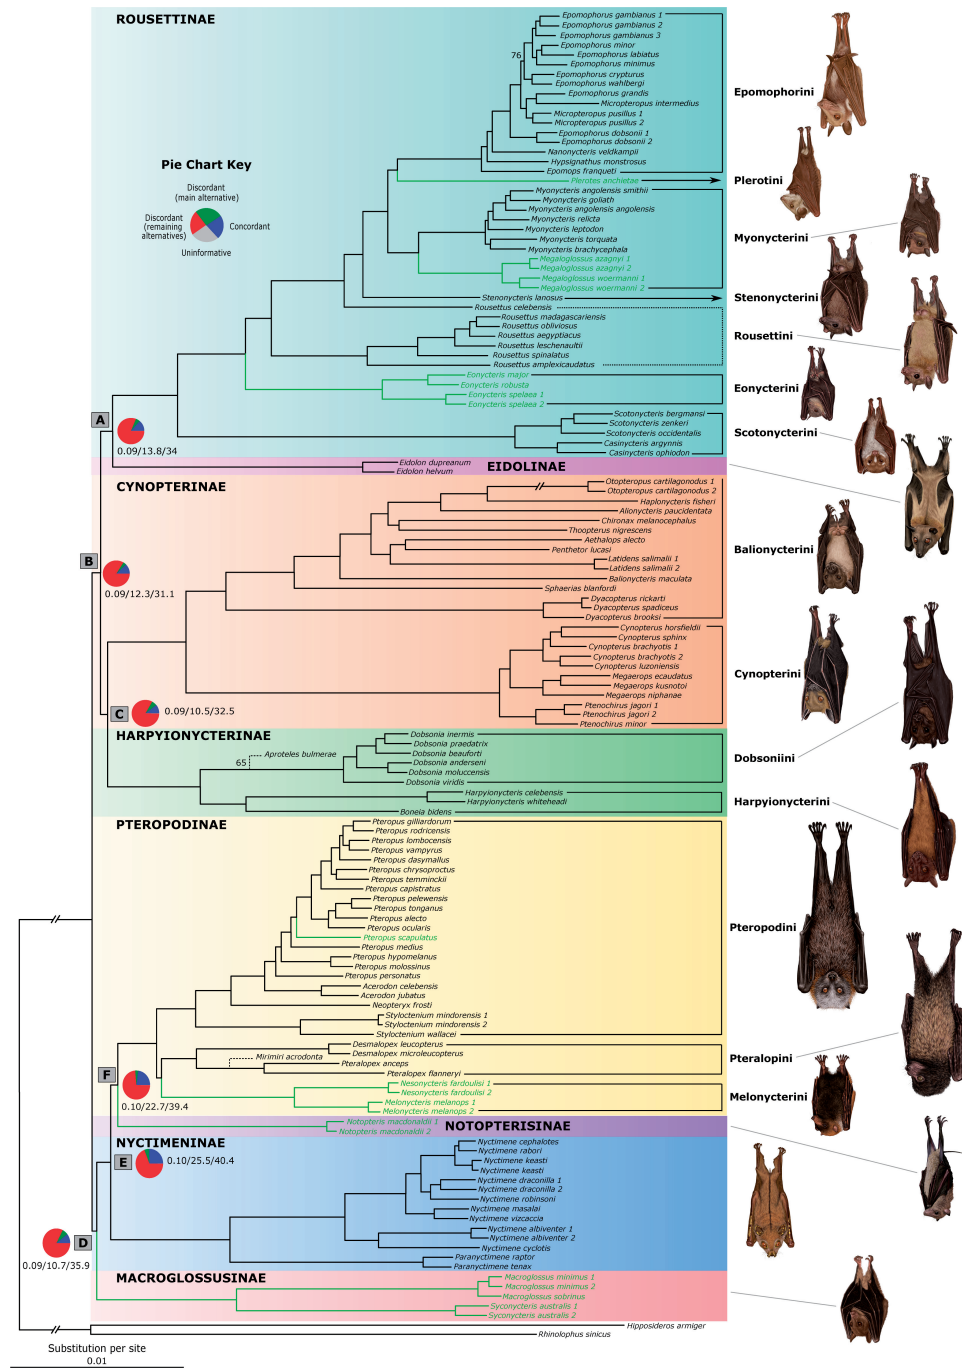 ROUSETTINAE
Epomophorus gambianus 1
Epomophorus gambianus 2
Epomophorus gambianus 3
Epomophorus minor
76
Epomophorus labiatus
Epomophorus minimus
Epomophorus crypturus
Epomophorus wahlbergi
Epomophorini
Epomophorus grandis
Micropteropus intermedius
Micropteropus pusillus 1
Micropteropus pusillus 2
Epomophorus dobsonii 1
Epomophorus dobsonii 2
Nanonycteris veldkampii
Hypsignathus monstrosus
Epomops franqueti
Plerotes anchietae
Plerotini
Pie Chart Key
Discordant
(main alternative)
Discordant
(remaining
alternatives)
Concordant
Uninformative
Myonycteris angolensis smithii
Myonycteris goliath
Myonycteris angolensis angolensis
Myonycteris relicta
Myonycteris leptodon
Myonycteris torquata
Myonycterini
Myonycteris brachycephala
Megaloglossus azagnyi 1
Megaloglossus azagnyi 2
Megaloglossus woermanni 1
Megaloglossus woermanni 2
Stenonycteris lanosus
Stenonycterini
Rousettus celebensis
Rousettus madagascariensis
Rousettus obliviosus
Rousettus aegyptiacus
Rousettini
Rousettus leschenaultii
Rousettus spinalatus
Rousettus amplexicaudatus
Eonycteris major
Eonycteris robusta
Eonycterini
Eonycteris spelaea 1
Eonycteris spelaea 2
Scotonycteris bergmansi
Scotonycteris zenkeri
Scotonycteris occidentalis
Scotonycterini
Casinycteris argynnis
Casinycteris ophiodon
A
0.09/13.8/34
Eidolon dupreanum
Eidolon helvum
EIDOLINAE
CYNOPTERINAE
Otopteropus cartilagonodus 1
Otopteropus cartilagonodus 2
Haplonycteris fisheri
Alionycteris paucidentata
Chironax melanocephalus
Thoopterus nigrescens
Aethalops alecto
Penthetor lucasi
Balionycterini
Latidens salimalii 1
Latidens salimalii 2
Balionycteris maculata
Sphaerias blanfordi
Dyacopterus rickarti
Dyacopterus spadiceus
Dyacopterus brooksi
B
0.09/12.3/31.1
Cynopterus horsfieldii
Cynopterus sphinx
Cynopterus brachyotis 1
Cynopterus brachyotis 2
Cynopterus luzoniensis
Cynopterini
Megaerops ecaudatus
Megaerops kusnotoi
Megaerops niphanae
Ptenochirus jagori 1
Ptenochirus jagori 2
Ptenochirus minor
C
0.09/10.5/32.5
HARPYIONYCTERINAE
Dobsonia inermis
Dobsonia praedatrix
Aproteles bulmerae
Dobsonia beauforti
65
Dobsonia anderseni
Dobsonia moluccensis
Dobsonia viridis
Dobsoniini
Harpyionycteris celebensis
Harpyionycteris whiteheadi
Boneia bidens
Harpyionycterini
PTEROPODINAE
Pteropus gilliardorum
Pteropus rodricensis
Pteropus lombocensis
Pteropus vampyrus
Pteropus dasymallus
Pteropus chrysoproctus
Pteropus temminckii
Pteropus capistratus
Pteropus pelewensis
Pteropus tonganus
Pteropus alecto
Pteropus ocularis
Pteropodini
Pteropus scapulatus
Pteropus medius
Pteropus hypomelanus
Pteropus molossinus
Pteropus personatus
Acerodon celebensis
Acerodon jubatus
Neopteryx frosti
Styloctenium mindorensis 1
Styloctenium mindorensis 2
Styloctenium wallacei
Desmalopex leucopterus
Desmalopex microleucopterus
Mirimiri acrodonta
Pteralopex anceps
Pteralopex flanneryi
Pteralopini
F
0.10/22.7/39.4
Nesonycteris fardoulisi 1
Nesonycteris fardoulisi 2
Melonycteris melanops 1
Melonycteris melanops 2
Melonycterini
Notopteris macdonaldii 1
Notopteris macdonaldii 2
NOTOPTERISINAE
NYCTIMENINAE
E
0.10/25.5/40.4
Nyctimene cephalotes
Nyctimene rabori
Nyctimene keasti
Nyctimene keasti
Nyctimene draconilla 1
Nyctimene draconilla 2
Nyctimene robinsoni
Nyctimene masalai
Nyctimene vizcaccia
Nyctimene albiventer 1
Nyctimene albiventer 2
Nyctimene cyclotis
Paranyctimene raptor
Paranyctimene tenax
D
0.09/10.7/35.9
MACROGLOSSUSINAE
Macroglossus minimus 1
Macroglossus minimus 2
Macroglossus sobrinus
Syconycteris australis 1
Syconycteris australis 2
Hipposideros armiger
Rhinolophus sinicus
Substitution per site
0.01